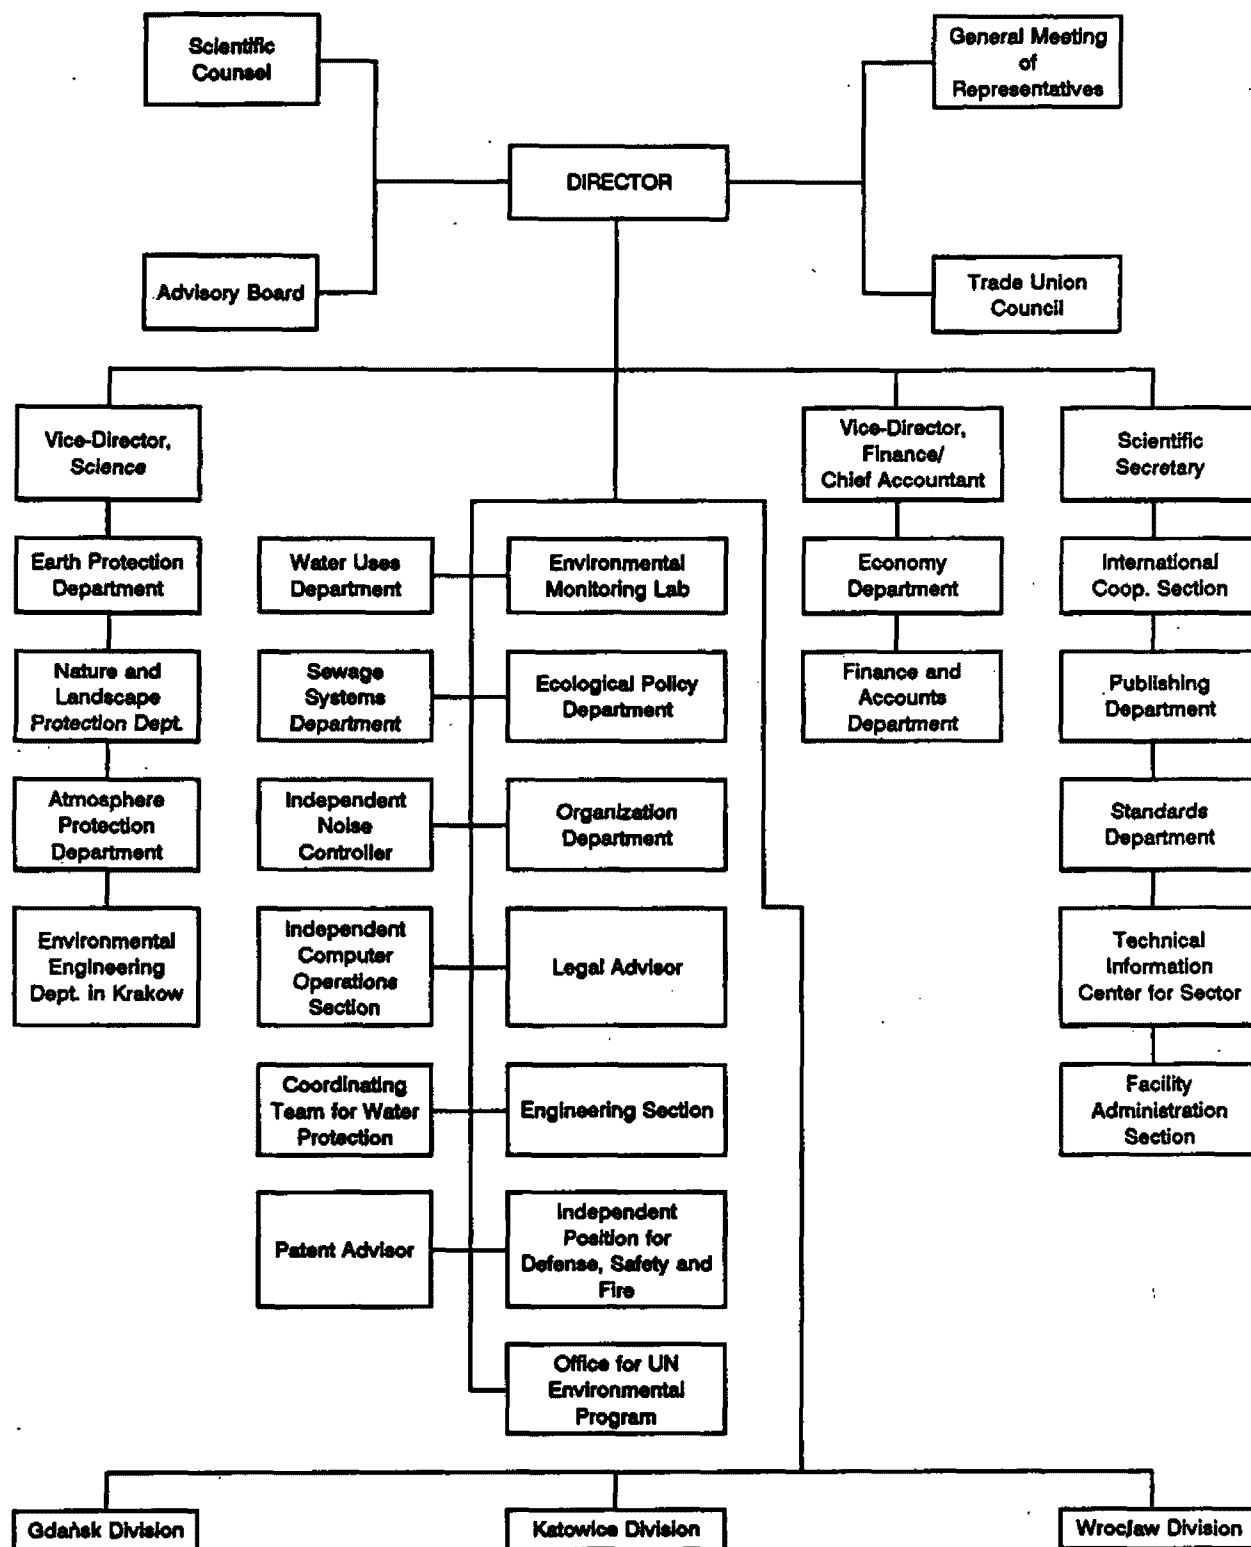 Scientific
Counsel
General Meeting
of
Representatives
DIRECTOR
Advisory Board
Trade Union
Council
Vice-Director,
Science
Vice-Director,
Finance/
Chief Accountant
Scientific
Secretary
Earth Protection
Department
Water Uses
Department
Environmental
Monitoring Lab
Economy
Department
International
Coop. Section
Nature and
Landscape
Protection Dept.
Sewage
Systems
Department
Ecological Policy
Department
Finance and
Accounts
Department
Publishing
Department
Atmosphere
Protection
Department
Independent
Noise
Controller
Organization
Department
Standards
Department
Environmental
Engineering
Dept. in Krakow
Independent
Computer
Operations
Section
Legal Advisor
Technical
Information
Center for Sector
Coordinating
Team for Water
Protection
Engineering Section
Facility
Administration
Section
Patent Advisor
Independent
Position for
Defense, Safety and
Fire
Office for UN
Environmental
Program
Gdańsk Division
Katowice Division
Wrocław Division